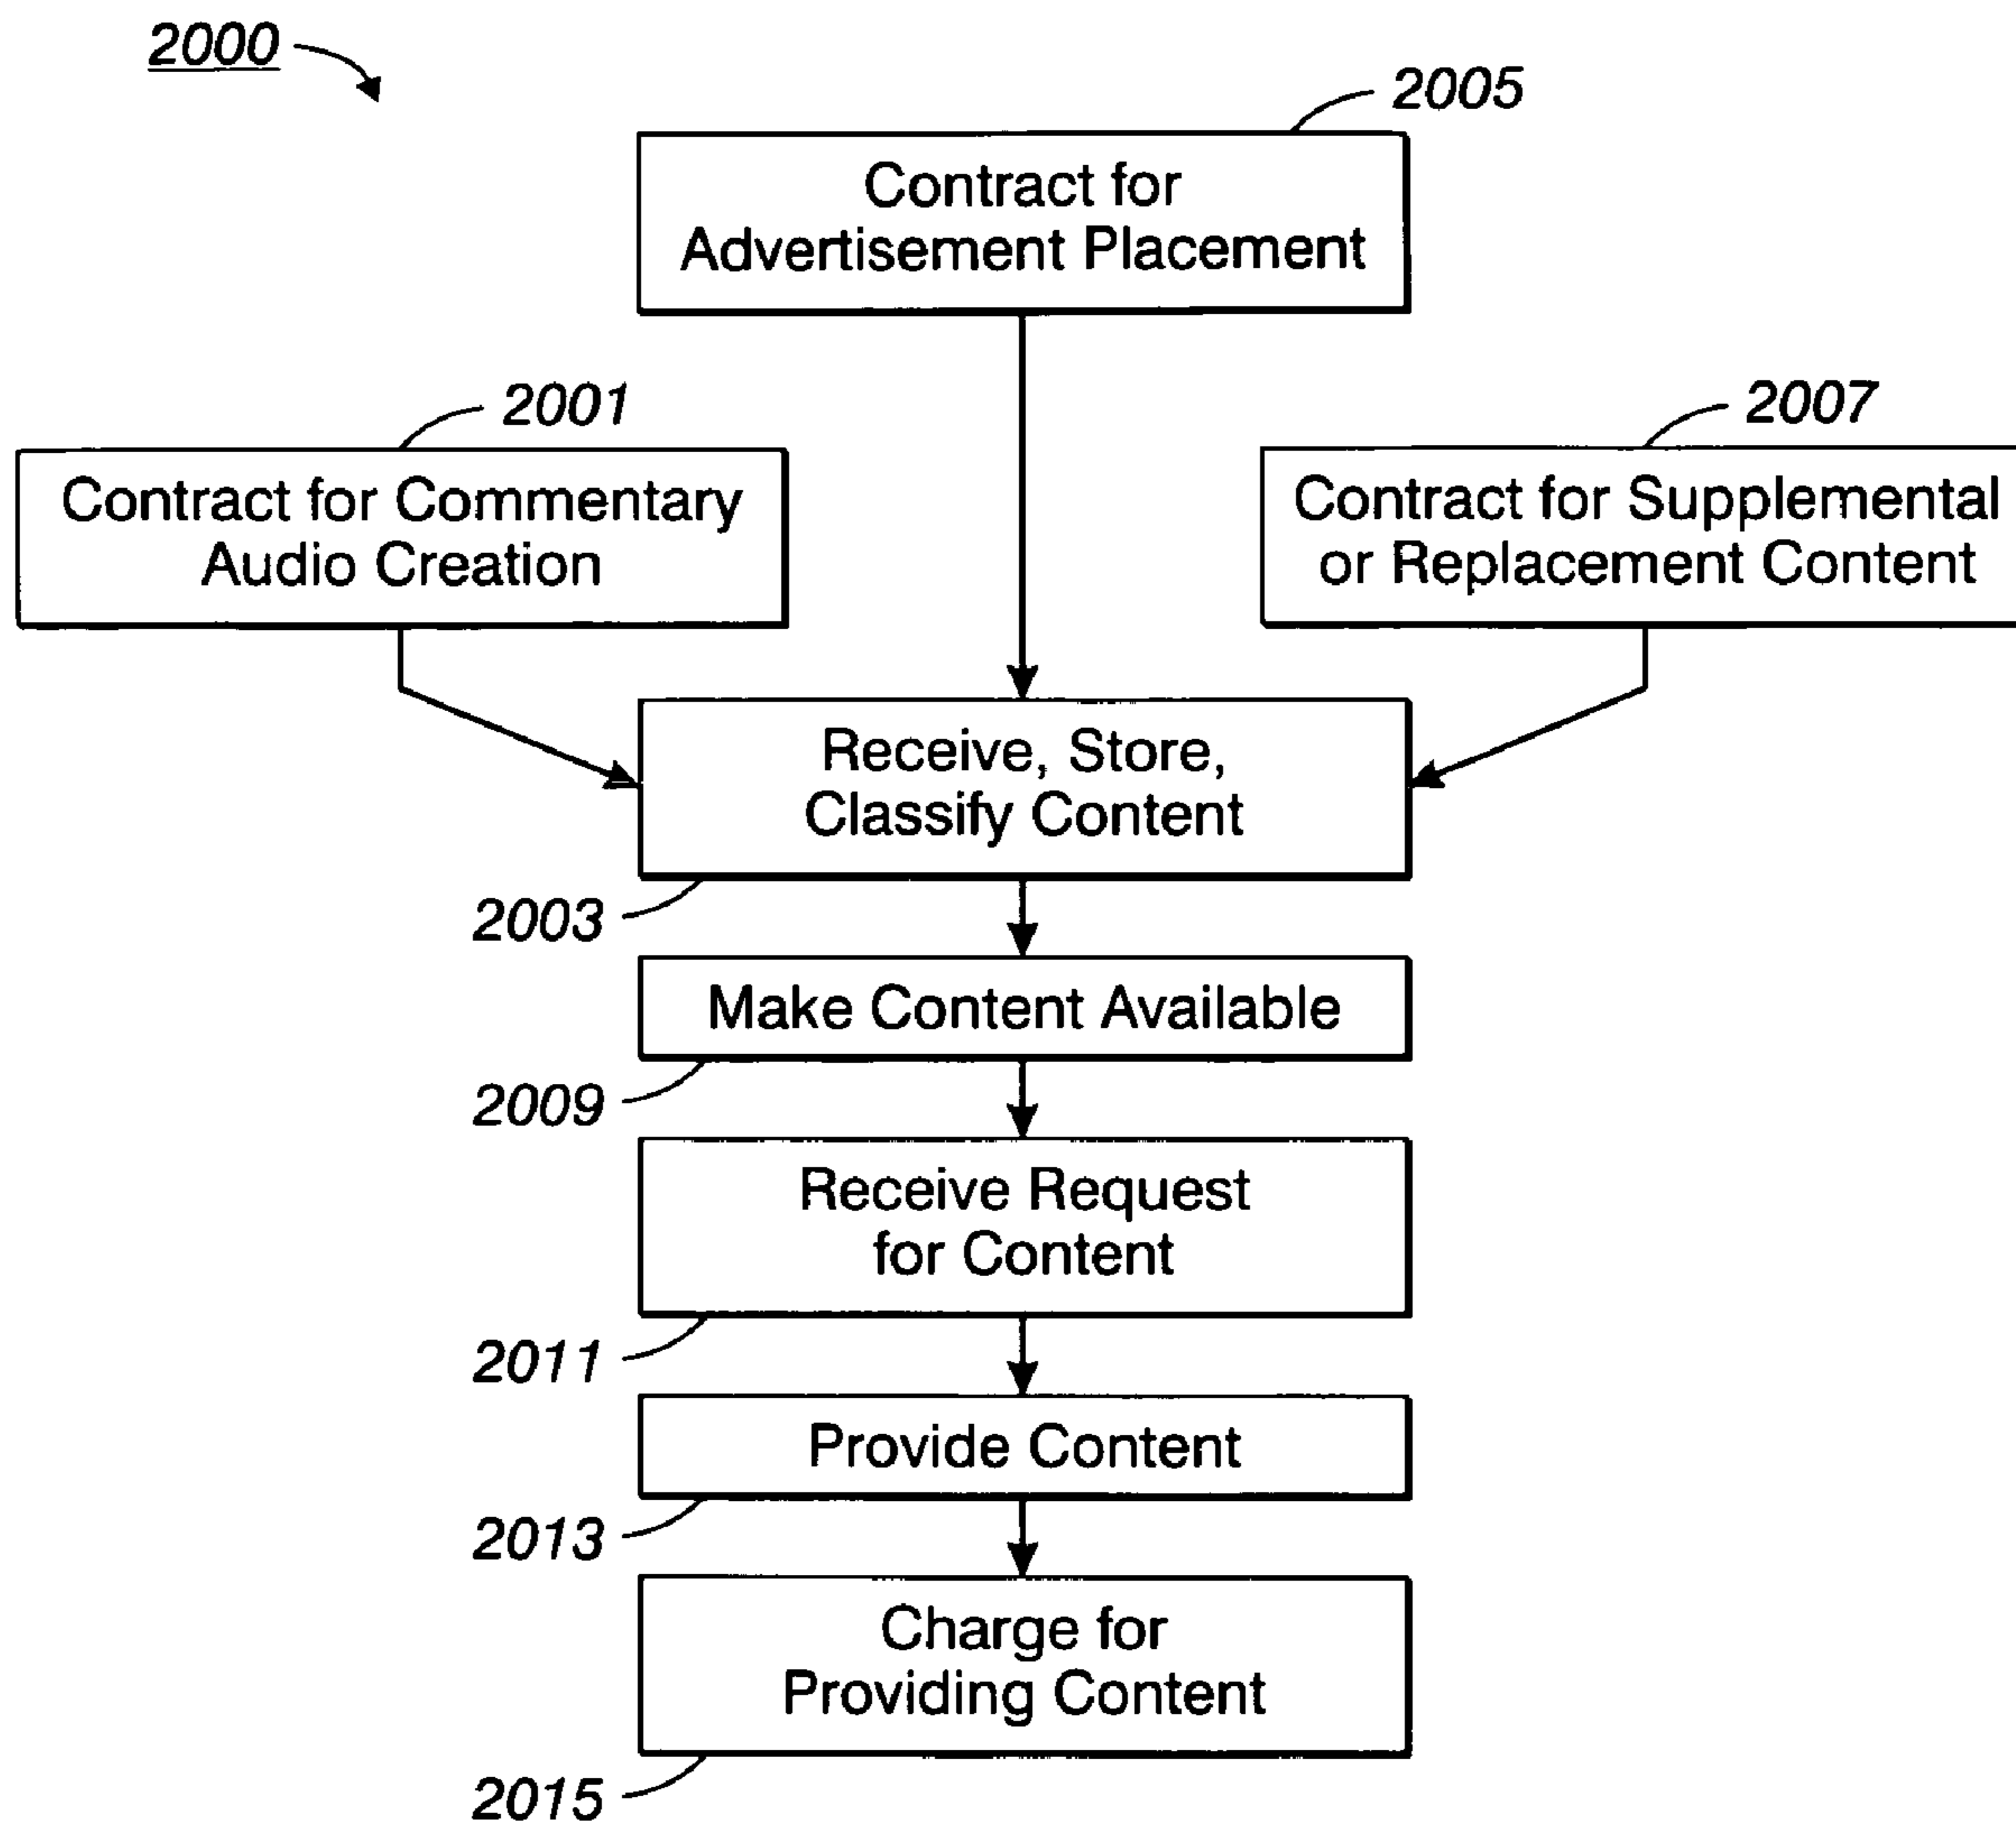 2000
2005
Contract for
Advertisement Placement
2001
Contract for Commentary
Audio Creation
2007
Contract for Supplemental
or Replacement Content
Receive, Store,
Classify Content
2003
Make Content Available
2009
Receive Request
for Content
2011
Provide Content
2013
Charge for
Providing Content
2015